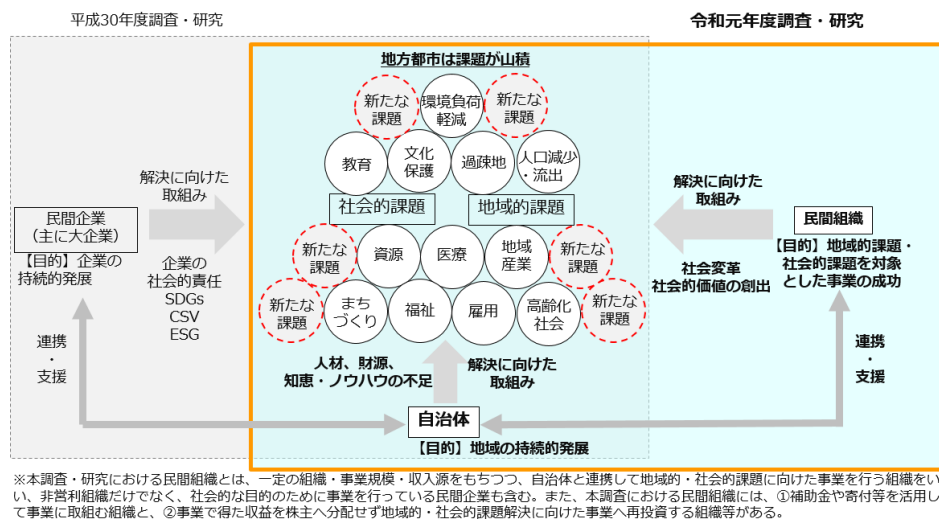 平成30年度調査・研究
令和元年度調査・研究
地方都市は課題が山積
新たな
課題
環境負荷
軽減
新たな
課題
教育
文化
保護
過疎地
人口減少
・流出
社会的課題
地域的課題
新たな
課題
資源
医療
地域
産業
新たな
課題
新たな
課題
まち
づくり
福祉
雇用
高齢化
社会
新たな
課題
解決に向けた
取組み
民間企業
（主に大企業）
【目的】企業の
持続的発展
企業の
社会的責任
SDGs
CSV
ESG
連携
・
支援
解決に向けた
取組み
民間組織
【目的】地域的課題・
社会的課題を対象
とした事業の成功
社会変革
社会的価値の創出
連携
・
支援
人材、財源、
知恵・ノウハウの不足
解決に向けた
取組み
自治体
【目的】地域の持続的発展
※本調査・研究における民間組織とは、一定の組織・事業規模・収入源をもちつつ、自治体と連携して地域的・社会的課題に向けた事業を行う組織をい
い、非営利組織だけでなく、社会的な目的のために事業を行っている民間企業も含む。また、本調査における民間組織には、①補助金や寄付等を活用し
て事業に取組む組織と、②事業で得た収益を株主へ分配せず地域的・社会的課題解決に向けた事業へ再投資する組織等がある。